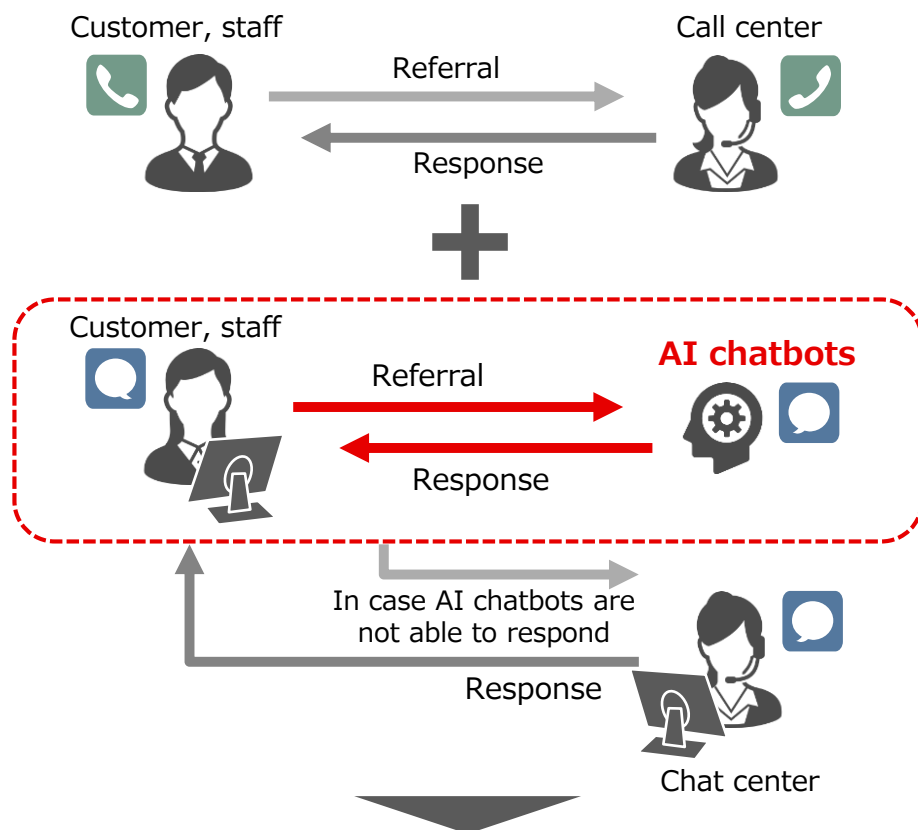 Customer, staff
Call center
Referral
Response
Customer, staff
AI chatbots
Referral
Response
In case AI chatbots are
not able to respond
Response
Chat center